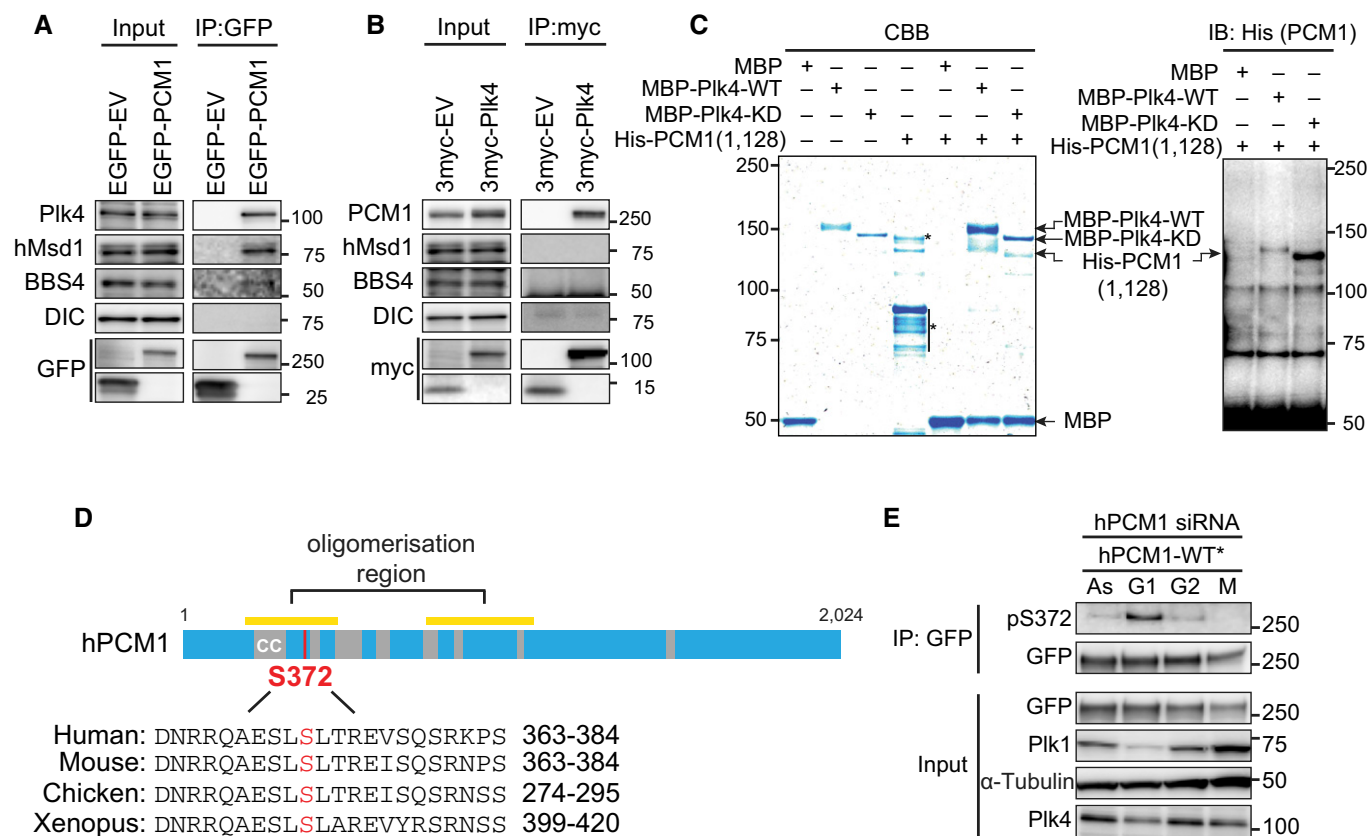 A
Input
IP:GFP
EGFP-EV
EGFP-PCM1
EGFP-EV
EGFP-PCM1
Plk4
100
hMsd1
75
BBS4
50
DIC
75
GFP
250
25
B
Input
IP:myc
3myc-EV
3myc-Plk4
3myc-EV
3myc-Plk4
PCM1
250
hMsd1
75
BBS4
50
DIC
75
myc
100
15
C
CBB
MBP + – – – + – –
MBP-Plk4-WT – + – – – + –
MBP-Plk4-KD – – + – – – +
His-PCM1(1,128) – – – + + + +
250
150
100
75
50
*
*
MBP-Plk4-WT
MBP-Plk4-KD
His-PCM1
(1,128)
MBP
IB: His (PCM1)
MBP + – –
MBP-Plk4-WT – + –
MBP-Plk4-KD – – +
His-PCM1(1,128) + + +
250
150
100
75
50
D
oligomerisation
region
1
2,024
hPCM1
CC
S372
Human: DNRRQAESLSLTREVSQSRKPS 363-384
Mouse: DNRRQAESLSLTREISQSRNPS 363-384
Chicken: DNRRQAESLSLTREISQSRNSS 274-295
Xenopus: DNRRQAESLSLAREVYRSRNSS 399-420
E
hPCM1 siRNA
hPCM1-WT*
As G1 G2 M
IP: GFP
pS372
250
GFP
250
Input
GFP
250
Plk1
75
α-Tubulin
50
Plk4
100